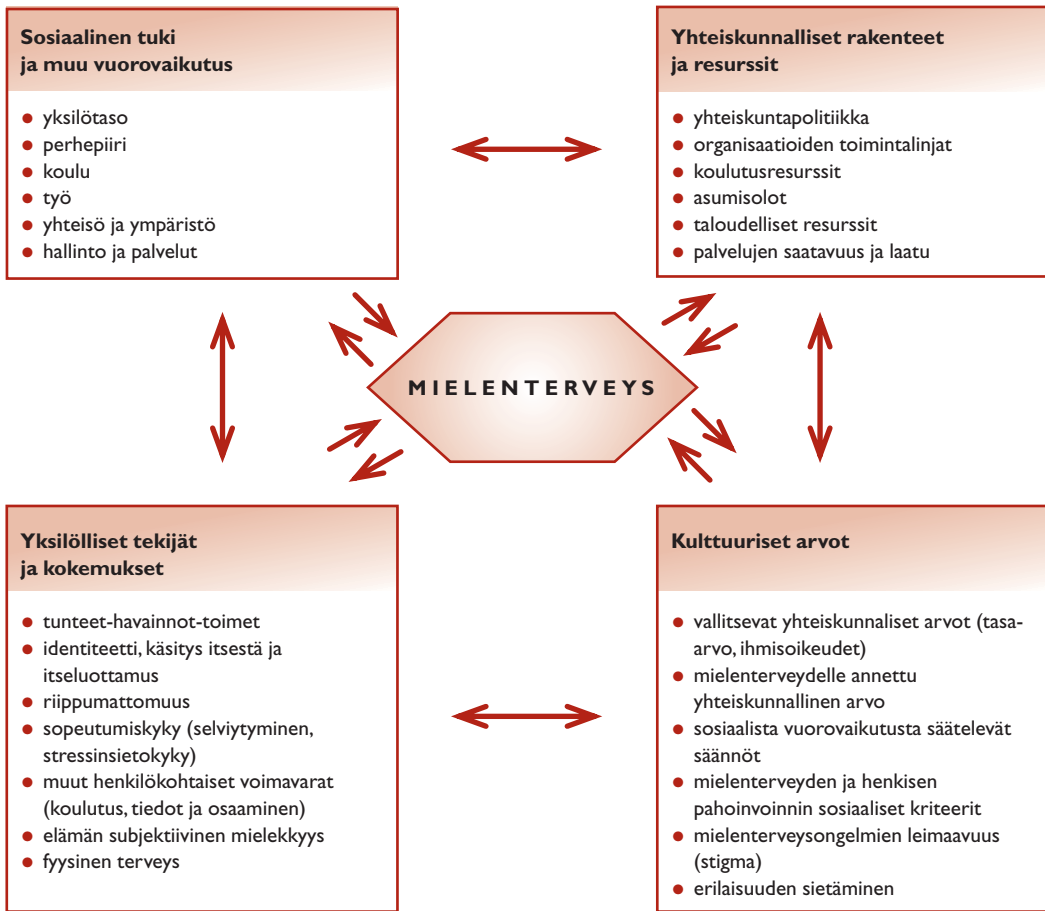 Sosiaalinen tuki
ja muu vuorovaikutus
● yksilötaso
● perhepiiri
● koulu
● työ
● yhteisö ja ympäristö
● hallinto ja palvelut
Yhteiskunnalliset rakenteet
ja resurssit
● yhteiskuntapolitiikka
● organisaatioiden toimintalinjat
● koulutusresurssit
● asumisolot
● taloudelliset resurssit
● palvelujen saatavuus ja laatu
MIELENTERVEYS
Yksilölliset tekijät
ja kokemukset
● tunteet-havainnot-toimet
● identiteetti, käsitys itsestä ja
itseluottamus
● riippumattomuus
● sopeutumiskyky (selviytyminen,
stressinsietokyky)
● muut henkilökohtaiset voimavarat
(koulutus, tiedot ja osaaminen)
● elämän subjektiivinen mielekkyys
● fyysinen terveys
Kulttuuriset arvot
● vallitsevat yhteiskunnaliset arvot (tasa-
arvo, ihmisoikeudet)
● mielenterveydelle annettu
yhteiskunnallinen arvo
● sosiaalista vuorovaikutusta säätelevät
säännöt
● mielenterveyden ja henkisen
pahoinvoinnin sosiaaliset kriteerit
● mielenterveysongelmien leimaavuus
(stigma)
● erilaisuuden sietäminen